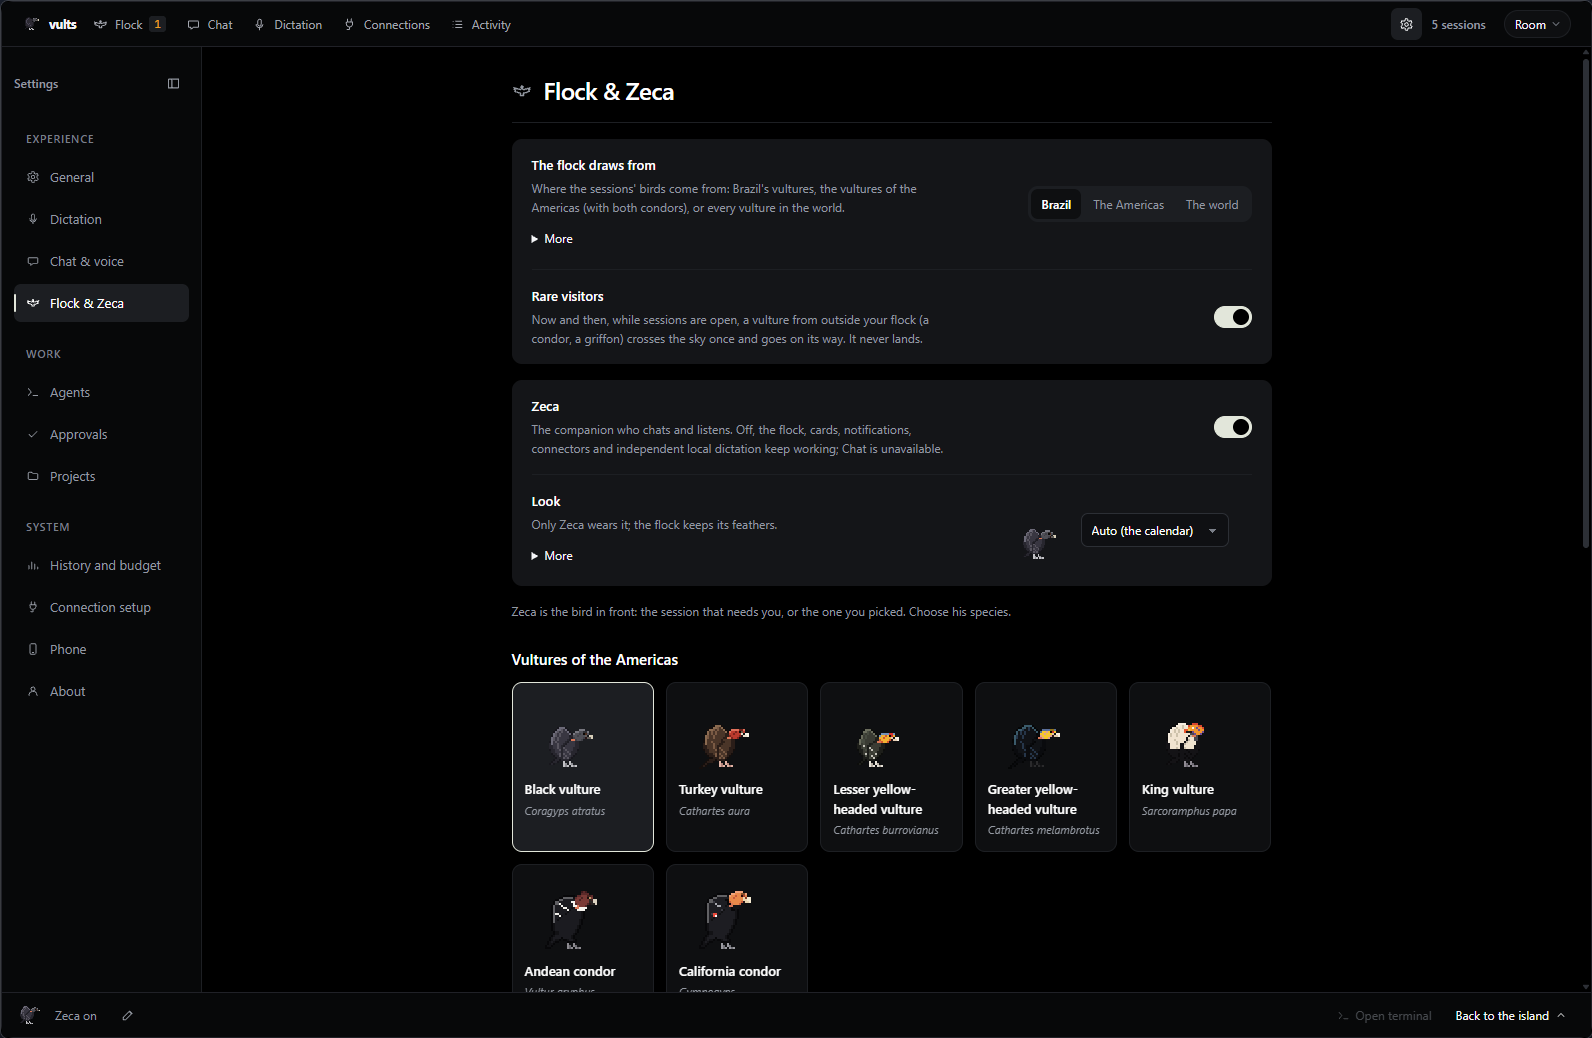 vults
Flock 1
Chat
Dictation
Connections
Activity
5 sessions
Room
Settings
EXPERIENCE
General
Dictation
Chat & voice
Flock & Zeca
WORK
Agents
Approvals
Projects
SYSTEM
History and budget
Connection setup
Phone
About
Flock & Zeca
The flock draws from
Where the sessions' birds come from: Brazil's vultures, the vultures of the
Americas (with both condors), or every vulture in the world.
Brazil
The Americas
The world
More
Rare visitors
Now and then, while sessions are open, a vulture from outside your flock (a
condor, a griffon) crosses the sky once and goes on its way. It never lands.
Zeca
The companion who chats and listens. Off, the flock, cards, notifications,
connectors and independent local dictation keep working; Chat is unavailable.
Look
Only Zeca wears it; the flock keeps its feathers.
Auto (the calendar)
More
Zeca is the bird in front: the session that needs you, or the one you picked. Choose his species.
Vultures of the Americas
Black vulture
Coragyps atratus
Turkey vulture
Cathartes aura
Lesser yellow-
headed vulture
Cathartes burrovianus
Greater yellow-
headed vulture
Cathartes melambrotus
King vulture
Sarcoramphus papa
Andean condor
Vultur gryphus
California condor
Gymnogyps
Zeca on
Open terminal
Back to the island